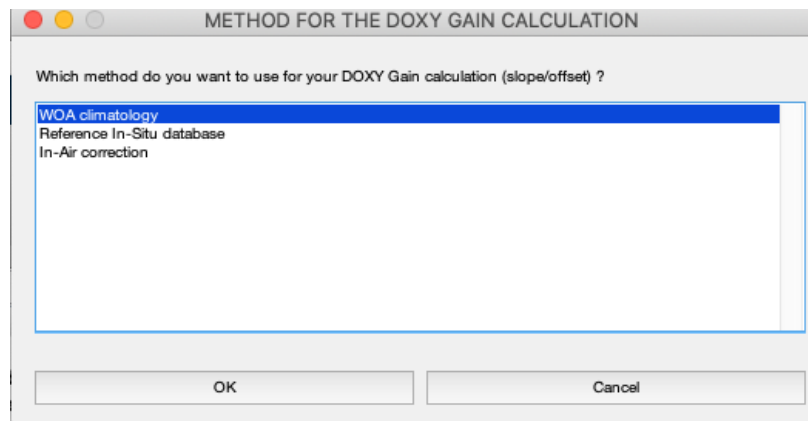 METHOD FOR THE DOXY GAIN CALCULATION
Which method do you want to use for your DOXY Gain calculation (slope/offset) ?
WOA climatology
Reference In-Situ database
In-Air correction
OK
Cancel